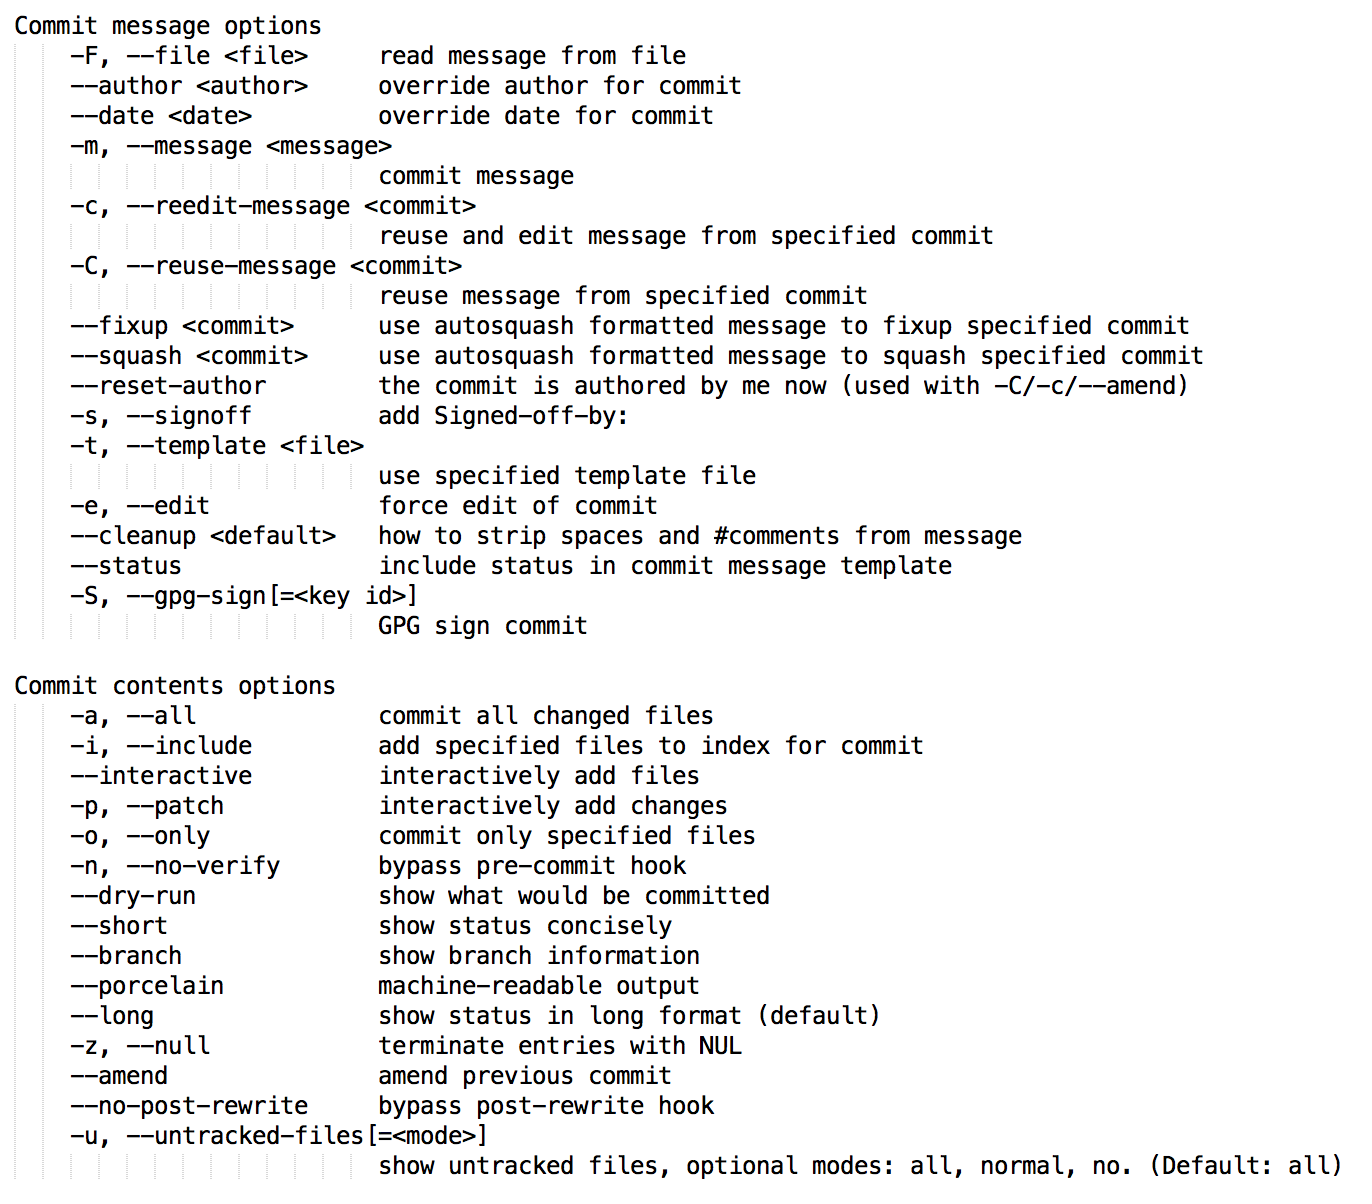 Commit message options
    -F, --file <file>     read message from file
    --author <author>     override author for commit
    --date <date>         override date for commit
    -m, --message <message>
                          commit message
    -c, --reedit-message <commit>
                          reuse and edit message from specified commit
    -C, --reuse-message <commit>
                          reuse message from specified commit
    --fixup <commit>      use autosquash formatted message to fixup specified commit
    --squash <commit>     use autosquash formatted message to squash specified commit
    --reset-author        the commit is authored by me now (used with -C/-c/--amend)
    -s, --signoff         add Signed-off-by:
    -t, --template <file>
                          use specified template file
    -e, --edit            force edit of commit
    --cleanup <default>   how to strip spaces and #comments from message
    --status              include status in commit message template
    -S, --gpg-sign[=<key id>]
                          GPG sign commit

Commit contents options
    -a, --all             commit all changed files
    -i, --include         add specified files to index for commit
    --interactive         interactively add files
    -p, --patch           interactively add changes
    -o, --only            commit only specified files
    -n, --no-verify       bypass pre-commit hook
    --dry-run             show what would be committed
    --short               show status concisely
    --branch              show branch information
    --porcelain           machine-readable output
    --long                show status in long format (default)
    -z, --null            terminate entries with NUL
    --amend               amend previous commit
    --no-post-rewrite     bypass post-rewrite hook
    -u, --untracked-files[=<mode>]
                          show untracked files, optional modes: all, normal, no. (Default: all)